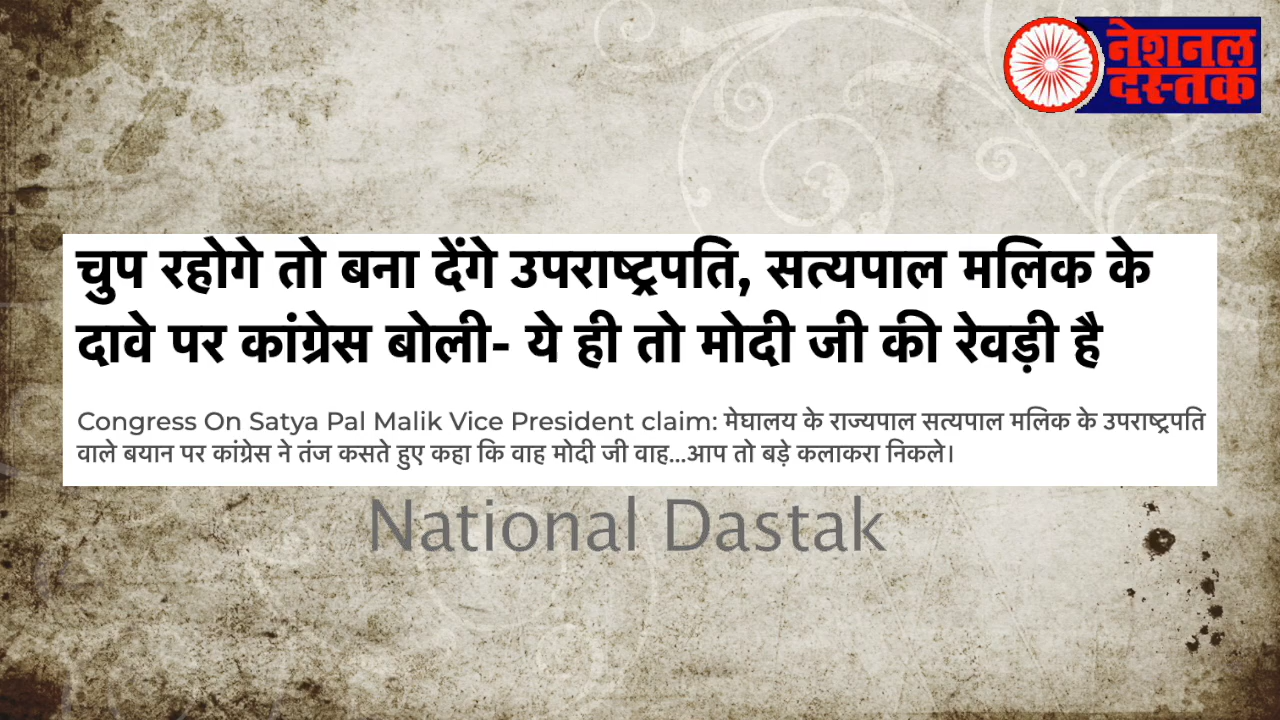 नेशनल
दस्तक
चुप रहोगे तो बना देंगे उपराष्ट्रपति, सत्यपाल मलिक के
दावे पर कांग्रेस बोली- ये ही तो मोदी जी की रेवड़ी है
Congress On Satya Pal Malik Vice President claim: मेघालय के राज्यपाल सत्यपाल मलिक के उपराष्ट्रपति
वाले बयान पर कांग्रेस ने तंज कसते हुए कहा कि वाह मोदी जी वाह...आप तो बड़े कलाकरा निकले।
National Dastak